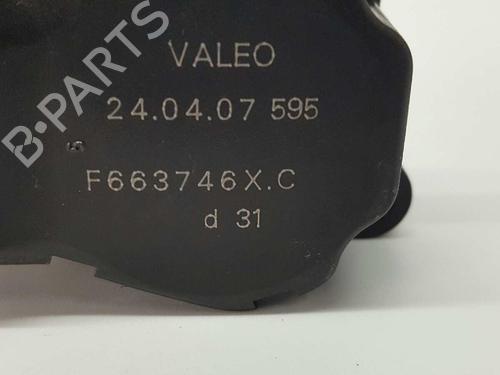 B-PARTS
VALEO
24.04.07 595
F663746X.C
d 31